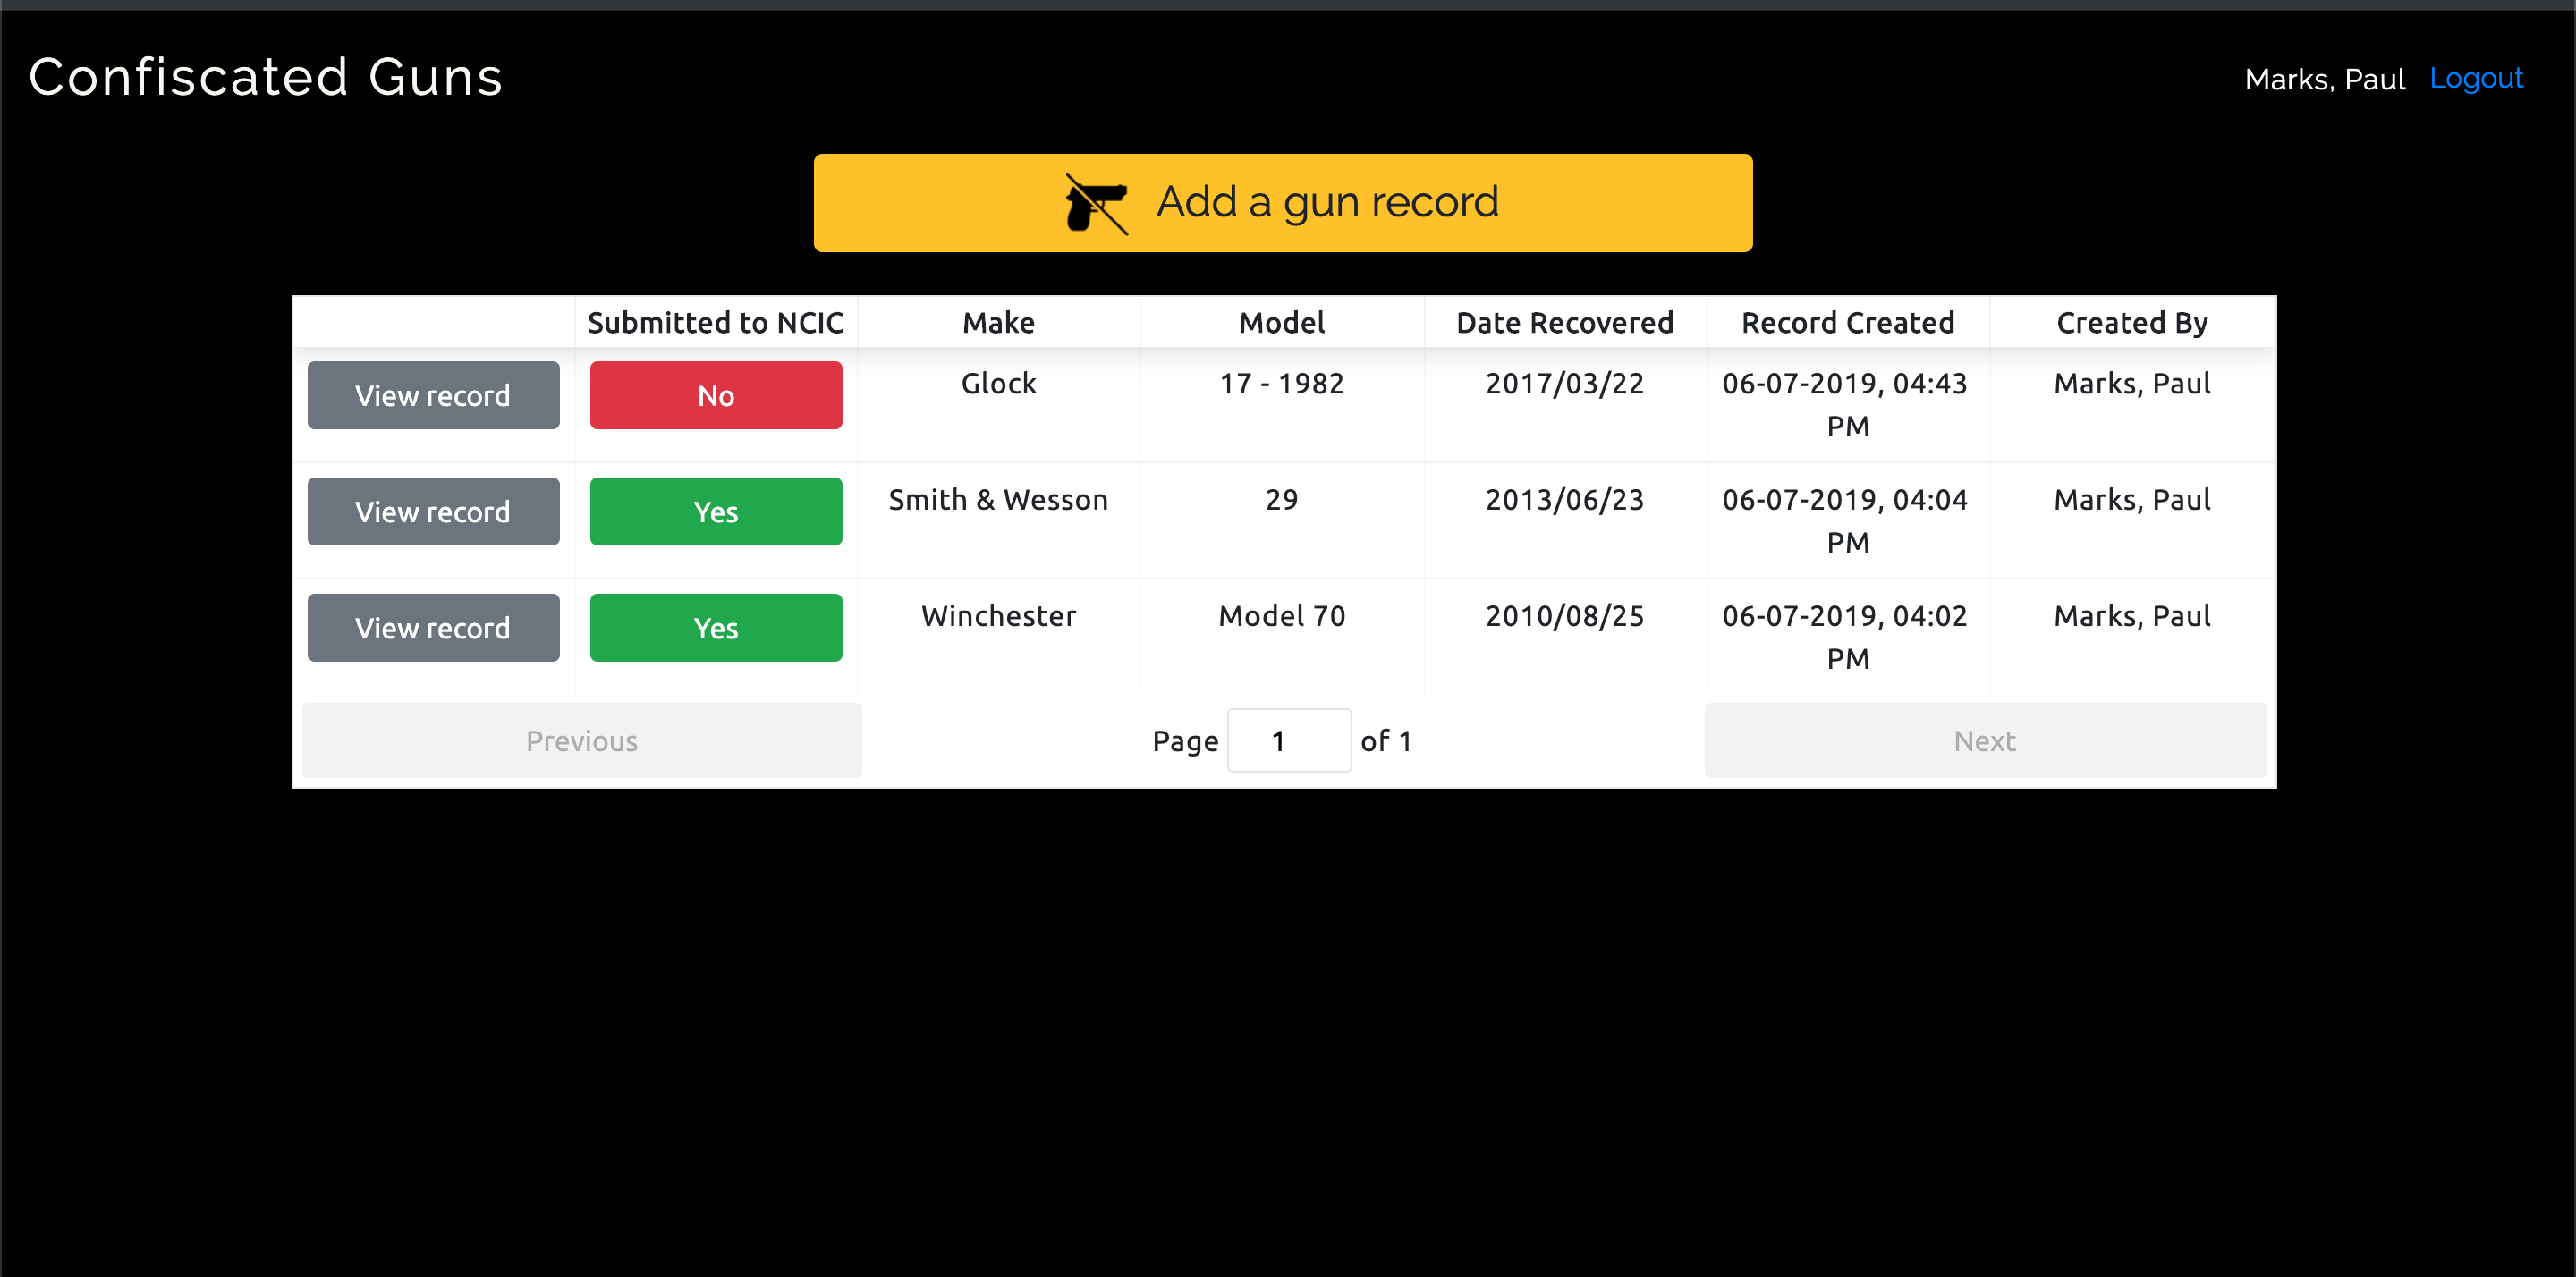 Confiscated Guns
Marks, Paul Logout
Add a gun record
Submitted to NCIC Make Model Date Recovered Record Created Created By
View record No Glock 17 - 1982 2017/03/22 06-07-2019, 04:43 PM Marks, Paul
View record Yes Smith & Wesson 29 2013/06/23 06-07-2019, 04:04 PM Marks, Paul
View record Yes Winchester Model 70 2010/08/25 06-07-2019, 04:02 PM Marks, Paul
Previous Page 1 of 1 Next